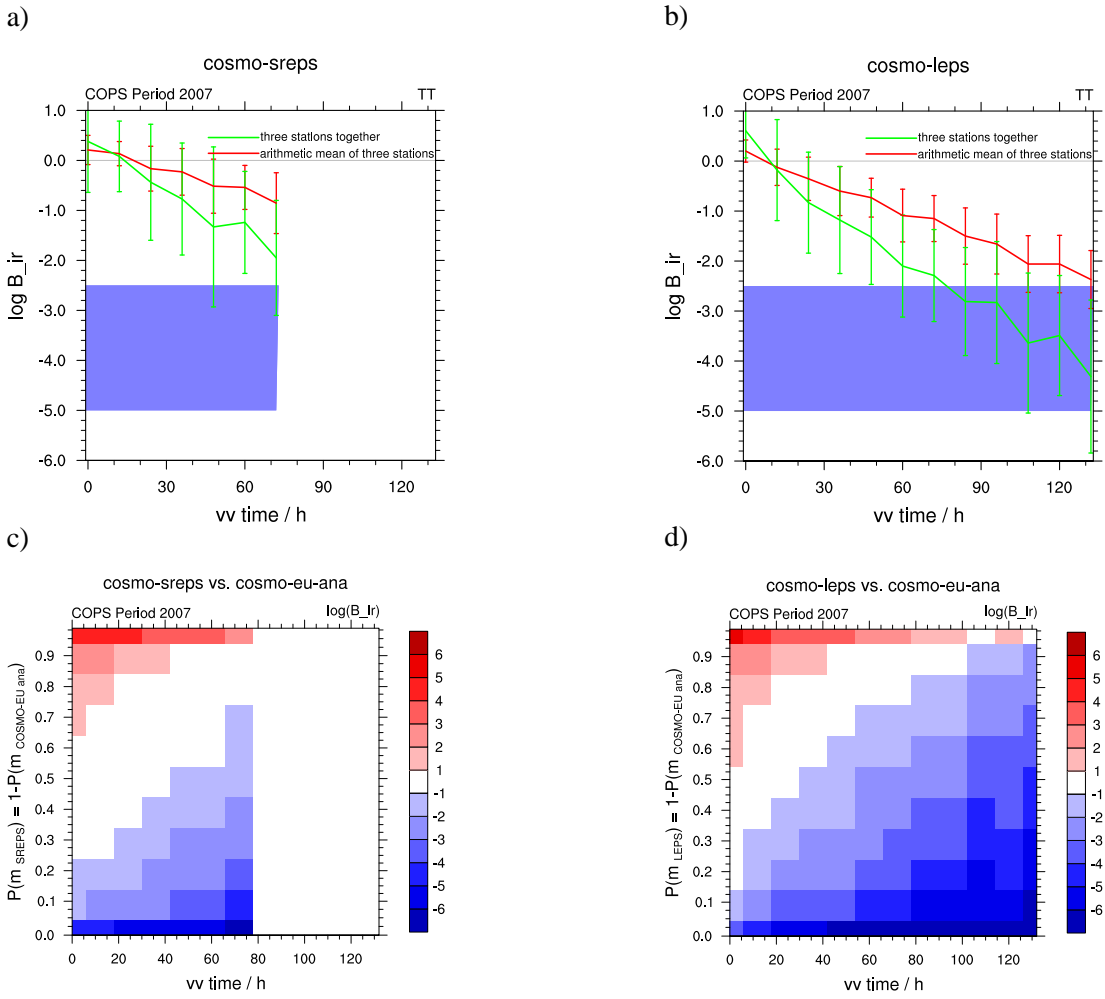 a)
cosmo-sreps
COPS Period 2007 TT
three stations together
arithmetic mean of three stations
log B_ir
1.0
0.0
-1.0
-2.0
-3.0
-4.0
-5.0
-6.0
0 30 60 90 120
vv time / h
b)
cosmo-leps
COPS Period 2007 TT
three stations together
arithmetic mean of three stations
log B_ir
1.0
0.0
-1.0
-2.0
-3.0
-4.0
-5.0
-6.0
0 30 60 90 120
vv time / h
c)
cosmo-sreps vs. cosmo-eu-ana
COPS Period 2007 log(B_Ir)
P(m SREPS) = 1-P(m COSMO-EU ana)
0.9
0.8
0.7
0.6
0.5
0.4
0.3
0.2
0.1
0.0
0 20 40 60 80 100 120
vv time / h
6
5
4
3
2
1
-1
-2
-3
-4
-5
-6
d)
cosmo-leps vs. cosmo-eu-ana
COPS Period 2007 log(B_Ir)
P(m LEPS) = 1-P(m COSMO-EU ana)
0.9
0.8
0.7
0.6
0.5
0.4
0.3
0.2
0.1
0.0
0 20 40 60 80 100 120
vv time / h
6
5
4
3
2
1
-1
-2
-3
-4
-5
-6